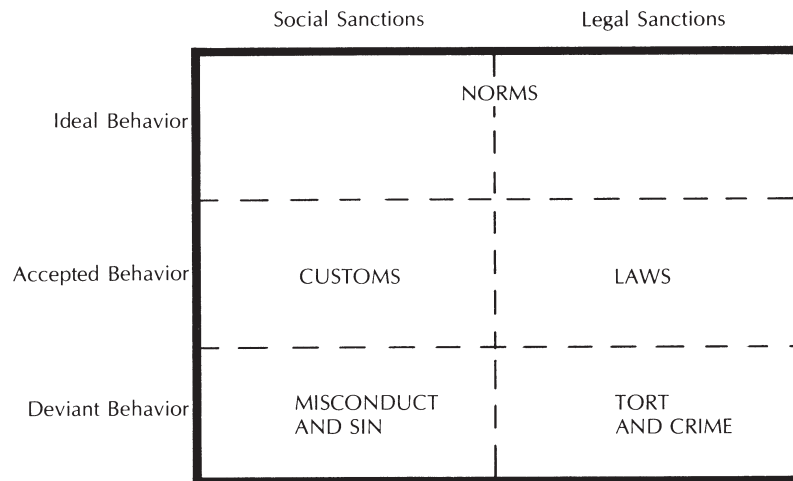 Social Sanctions
Legal Sanctions
Ideal Behavior
NORMS
Accepted Behavior
CUSTOMS
LAWS
Deviant Behavior
MISCONDUCT
AND SIN
TORT
AND CRIME